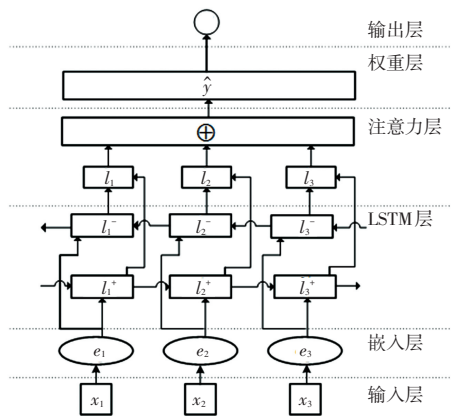 输出层
权重层
ŷ
注意力层
⊕
l₁ l₂ l₃
l₁⁻ l₂⁻ l₃⁻ LSTM层
l₁⁺ l₂⁺ l₃⁺
嵌入层
e₁ e₂ e₃
x₁ x₂ x₃
输入层